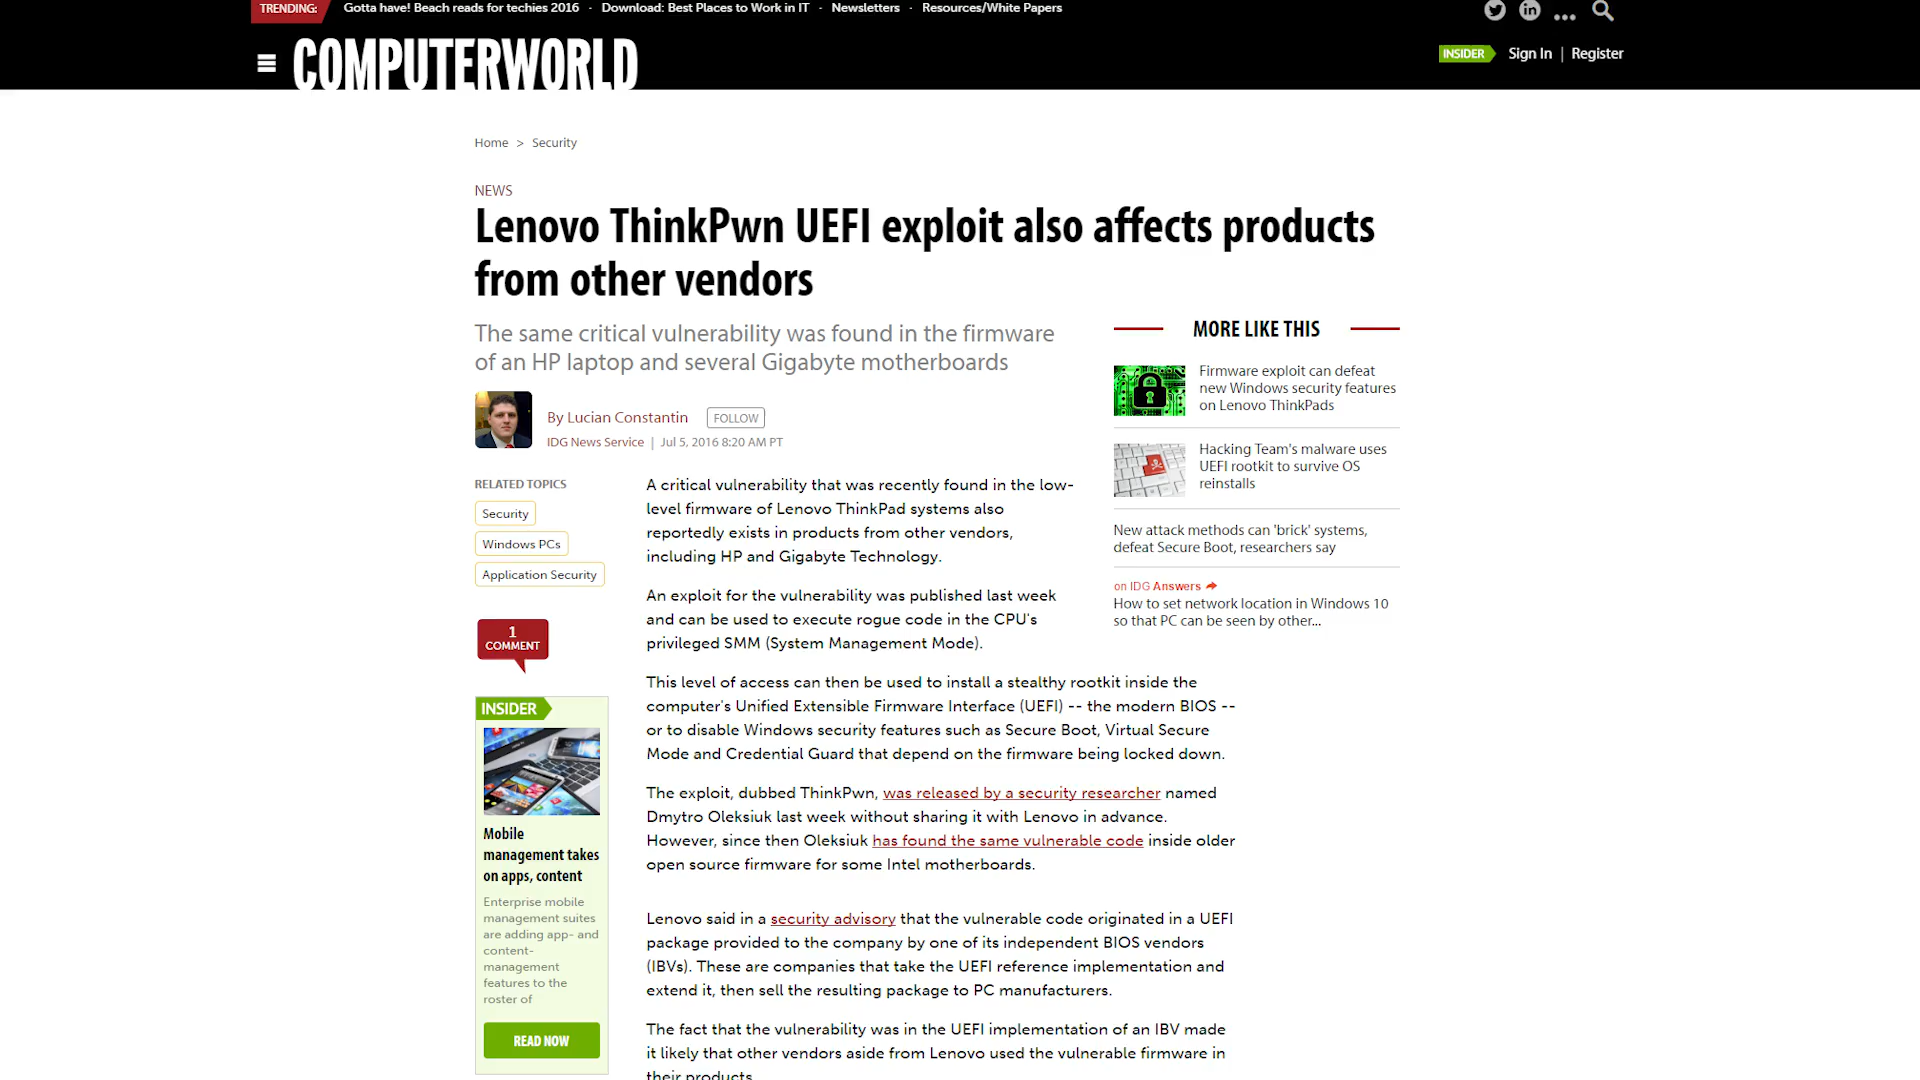 TRENDING: Gotta have! Beach reads for techies 2016 · Download: Best Places to Work in IT · Newsletters · Resources/White Papers
COMPUTERWORLD
INSIDER Sign In | Register
Home > Security
NEWS
Lenovo ThinkPwn UEFI exploit also affects products
from other vendors
The same critical vulnerability was found in the firmware
of an HP laptop and several Gigabyte motherboards
By Lucian Constantin FOLLOW
IDG News Service | Jul 5, 2016 8:20 AM PT
RELATED TOPICS
Security
Windows PCs
Application Security
1
COMMENT
INSIDER
Mobile
management takes
on apps, content
Enterprise mobile
management suites
are adding app- and
content-
management
features to the
roster of
READ NOW
A critical vulnerability that was recently found in the low-
level firmware of Lenovo ThinkPad systems also
reportedly exists in products from other vendors,
including HP and Gigabyte Technology.
An exploit for the vulnerability was published last week
and can be used to execute rogue code in the CPU's
privileged SMM (System Management Mode).
This level of access can then be used to install a stealthy rootkit inside the
computer's Unified Extensible Firmware Interface (UEFI) -- the modern BIOS --
or to disable Windows security features such as Secure Boot, Virtual Secure
Mode and Credential Guard that depend on the firmware being locked down.
The exploit, dubbed ThinkPwn, was released by a security researcher named
Dmytro Oleksiuk last week without sharing it with Lenovo in advance.
However, since then Oleksiuk has found the same vulnerable code inside older
open source firmware for some Intel motherboards.
Lenovo said in a security advisory that the vulnerable code originated in a UEFI
package provided to the company by one of its independent BIOS vendors
(IBVs). These are companies that take the UEFI reference implementation and
extend it, then sell the resulting package to PC manufacturers.
The fact that the vulnerability was in the UEFI implementation of an IBV made
it likely that other vendors aside from Lenovo used the vulnerable firmware in
their products.
MORE LIKE THIS
Firmware exploit can defeat
new Windows security features
on Lenovo ThinkPads
Hacking Team's malware uses
UEFI rootkit to survive OS
reinstalls
New attack methods can 'brick' systems,
defeat Secure Boot, researchers say
on IDG Answers
How to set network location in Windows 10
so that PC can be seen by other...